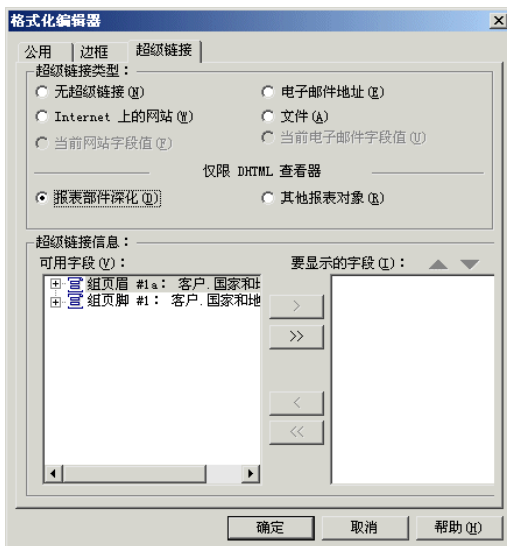 格式化编辑器
公用 边框 超级链接
超级链接类型：
无超级链接(N) 电子邮件地址(E)
Internet 上的网站(W) 文件(A)
当前网站字段值(F) 当前电子邮件字段值(U)
仅限 DHTML 查看器
报表部件深化(D) 其他报表对象(R)
超级链接信息：
可用字段(V)： 要显示的字段(I)：
组页眉 #1a： 客户.国家和地
组页脚 #1： 客户.国家和地
>
>>
<
<<
确定 取消 帮助(H)